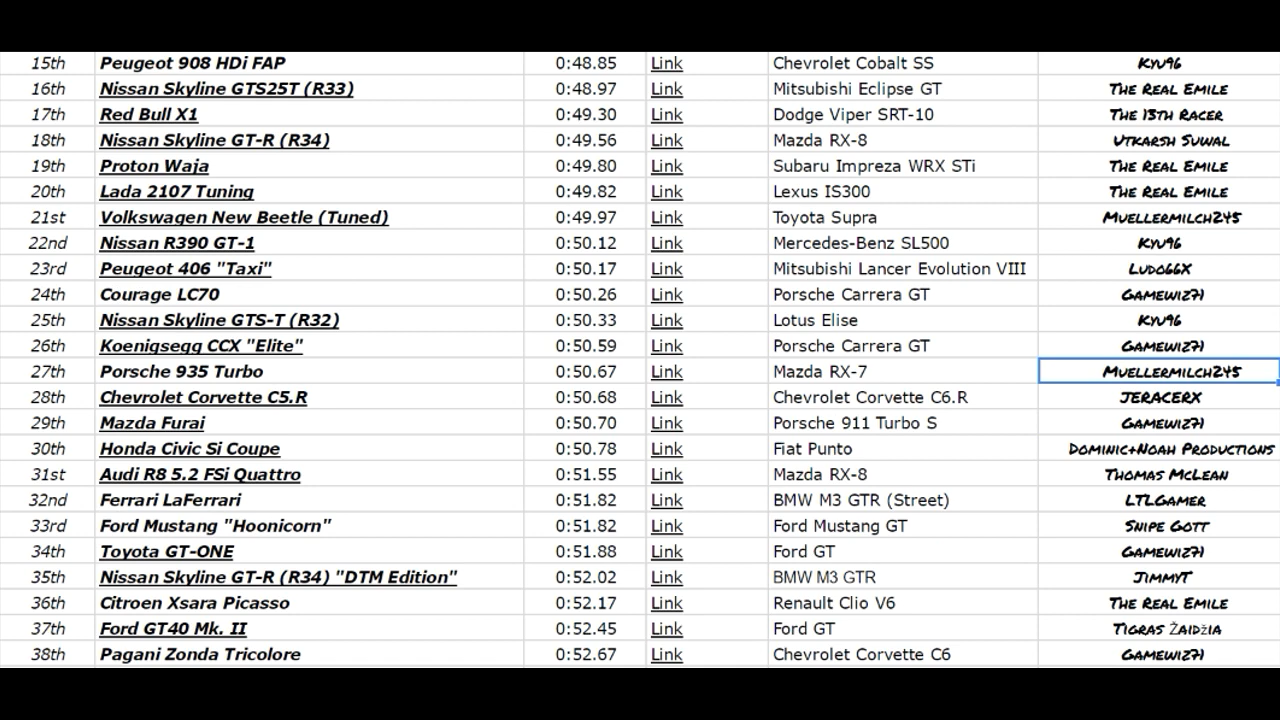 15th Peugeot 908 HDi FAP 0:48.85 Link Chevrolet Cobalt SS Kyu96
16th Nissan Skyline GTS25T (R33) 0:48.97 Link Mitsubishi Eclipse GT The Real Emile
17th Red Bull X1 0:49.30 Link Dodge Viper SRT-10 The 13th Racer
18th Nissan Skyline GT-R (R34) 0:49.56 Link Mazda RX-8 Utkarsh Suwal
19th Proton Waja 0:49.80 Link Subaru Impreza WRX STi The Real Emile
20th Lada 2107 Tuning 0:49.82 Link Lexus IS300 The Real Emile
21st Volkswagen New Beetle (Tuned) 0:49.97 Link Toyota Supra Muellermilch245
22nd Nissan R390 GT-1 0:50.12 Link Mercedes-Benz SL500 Kyu96
23rd Peugeot 406 "Taxi" 0:50.17 Link Mitsubishi Lancer Evolution VIII Ludo66X
24th Courage LC70 0:50.26 Link Porsche Carrera GT Gamewiz71
25th Nissan Skyline GTS-T (R32) 0:50.33 Link Lotus Elise Kyu96
26th Koenigsegg CCX "Elite" 0:50.59 Link Porsche Carrera GT Gamewiz71
27th Porsche 935 Turbo 0:50.67 Link Mazda RX-7 Muellermilch245
28th Chevrolet Corvette C5.R 0:50.68 Link Chevrolet Corvette C6.R JERACERX
29th Mazda Furai 0:50.70 Link Porsche 911 Turbo S Gamewiz71
30th Honda Civic Si Coupe 0:50.78 Link Fiat Punto Dominic+Noah Productions
31st Audi R8 5.2 FSi Quattro 0:51.55 Link Mazda RX-8 Thomas McLean
32nd Ferrari LaFerrari 0:51.82 Link BMW M3 GTR (Street) LTLGamer
33rd Ford Mustang "Hoonicorn" 0:51.82 Link Ford Mustang GT Snipe Gott
34th Toyota GT-ONE 0:51.88 Link Ford GT Gamewiz71
35th Nissan Skyline GT-R (R34) "DTM Edition" 0:52.02 Link BMW M3 GTR JimmyT
36th Citroen Xsara Picasso 0:52.17 Link Renault Clio V6 The Real Emile
37th Ford GT40 Mk. II 0:52.45 Link Ford GT Tigras Žaidžia
38th Pagani Zonda Tricolore 0:52.67 Link Chevrolet Corvette C6 Gamewiz71